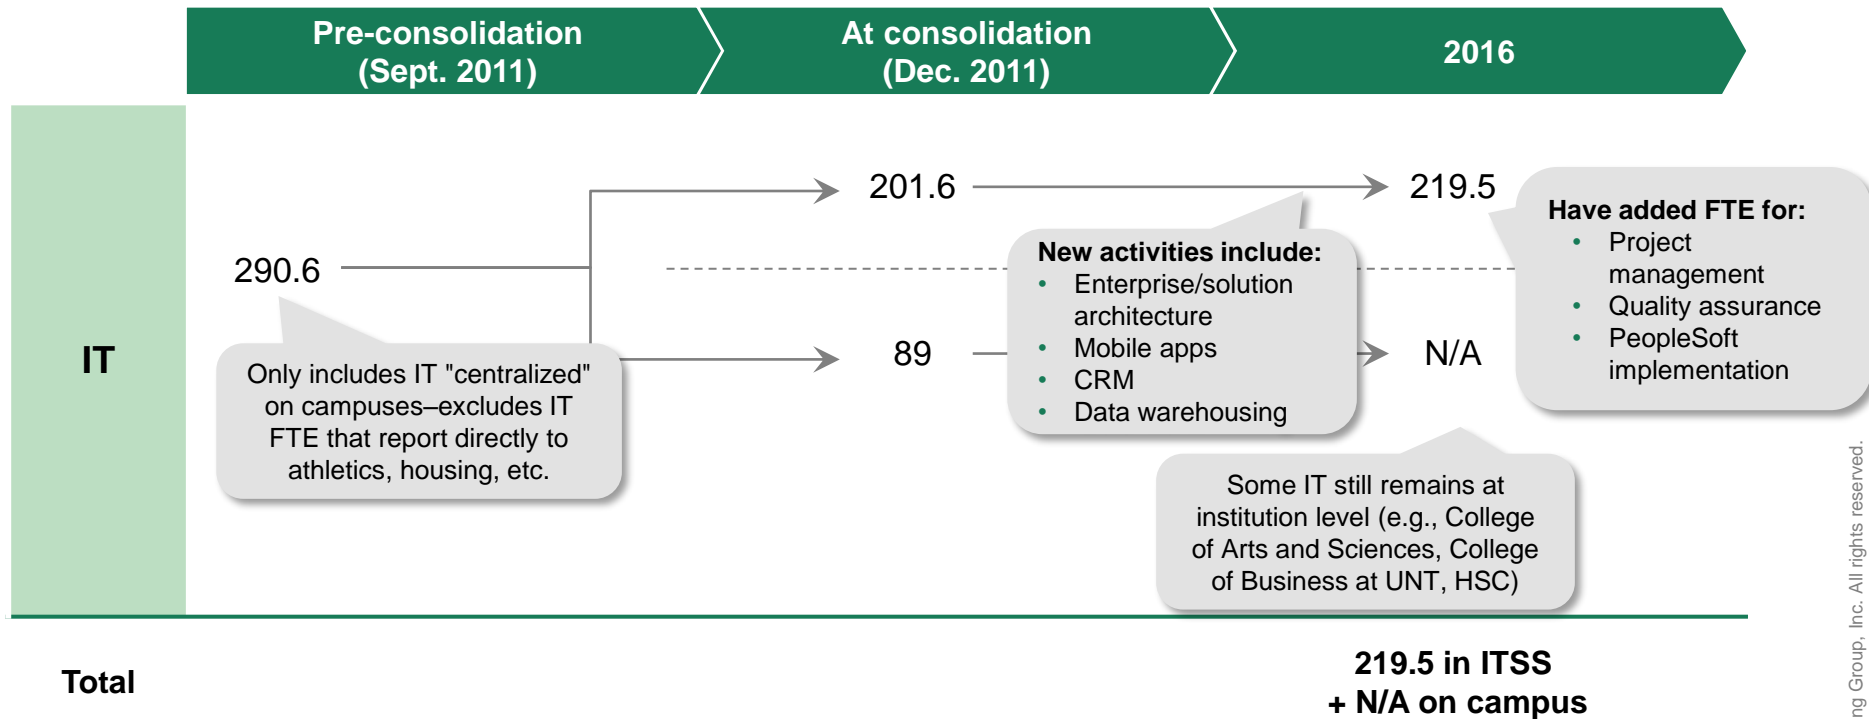 Pre-consolidation
(Sept. 2011)
At consolidation
(Dec. 2011)
2016
IT
290.6
201.6
219.5
89
N/A
Only includes IT "centralized"
on campuses–excludes IT
FTE that report directly to
athletics, housing, etc.
New activities include:
• Enterprise/solution
architecture
• Mobile apps
• CRM
• Data warehousing
Have added FTE for:
• Project
management
• Quality assurance
• PeopleSoft
implementation
Some IT still remains at
institution level (e.g., College
of Arts and Sciences, College
of Business at UNT, HSC)
Total
219.5 in ITSS
+ N/A on campus
ng Group, Inc. All rights reserved.